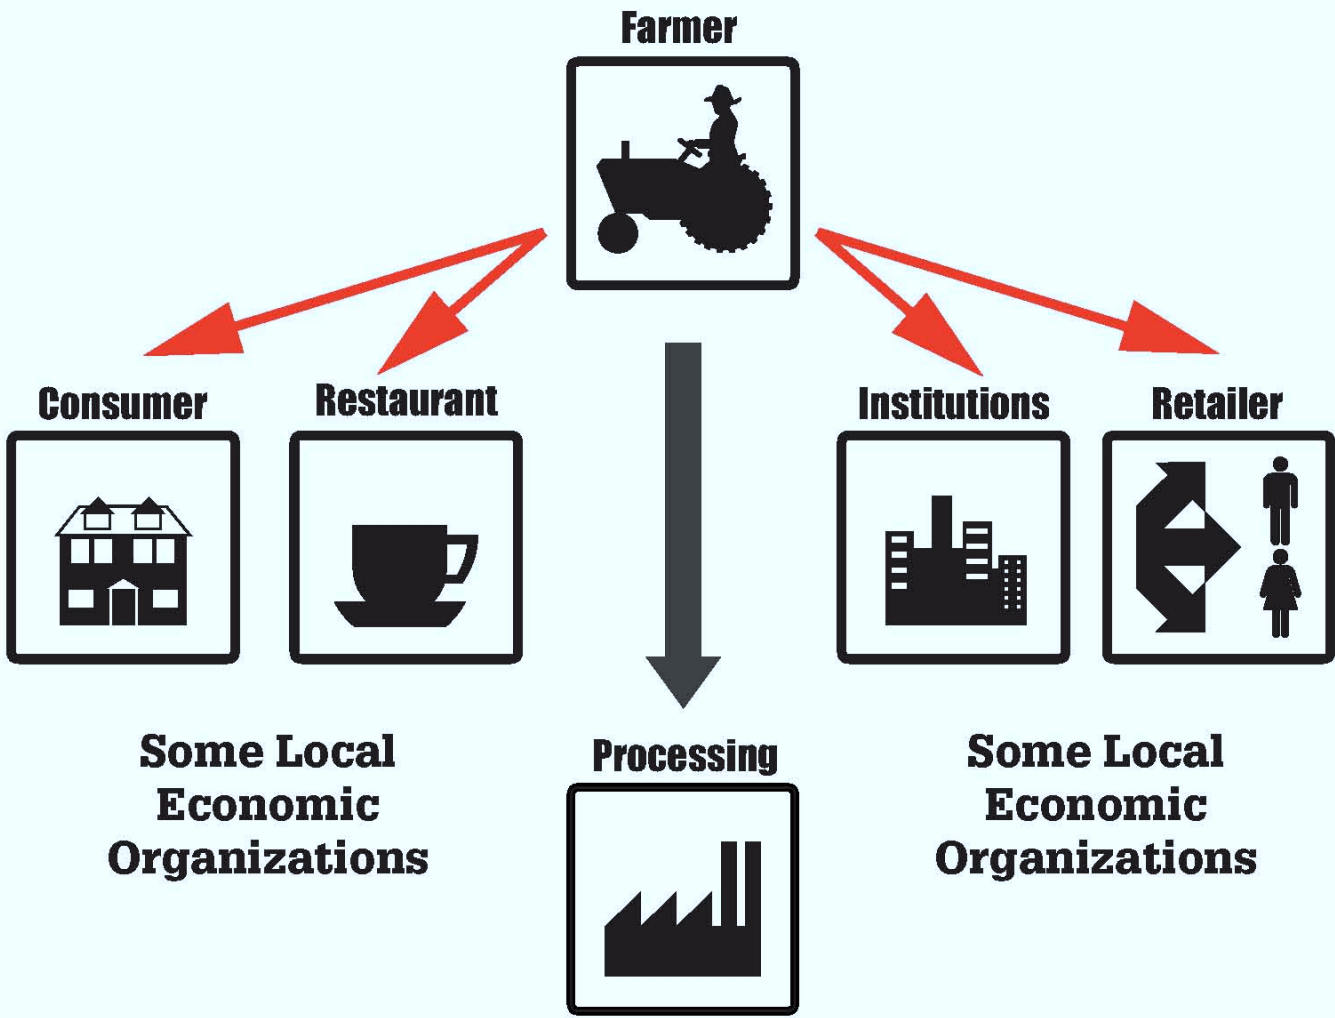 Farmer
Consumer
Restaurant
Institutions
Retailer
Some Local
Economic
Organizations
Processing
Some Local
Economic
Organizations